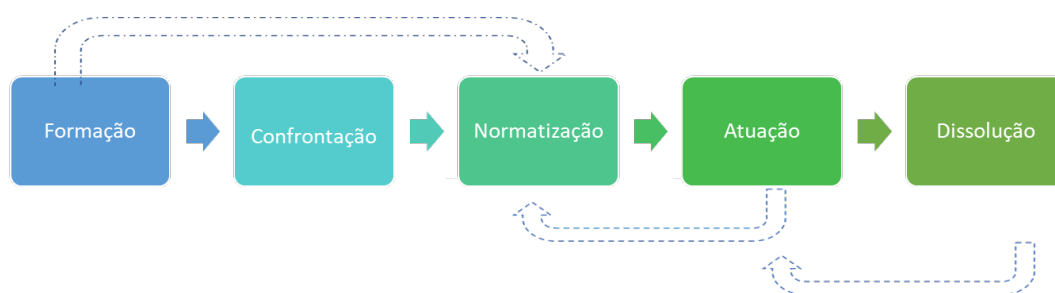 Formação
Confrontação
Normatização
Atuação
Dissolução